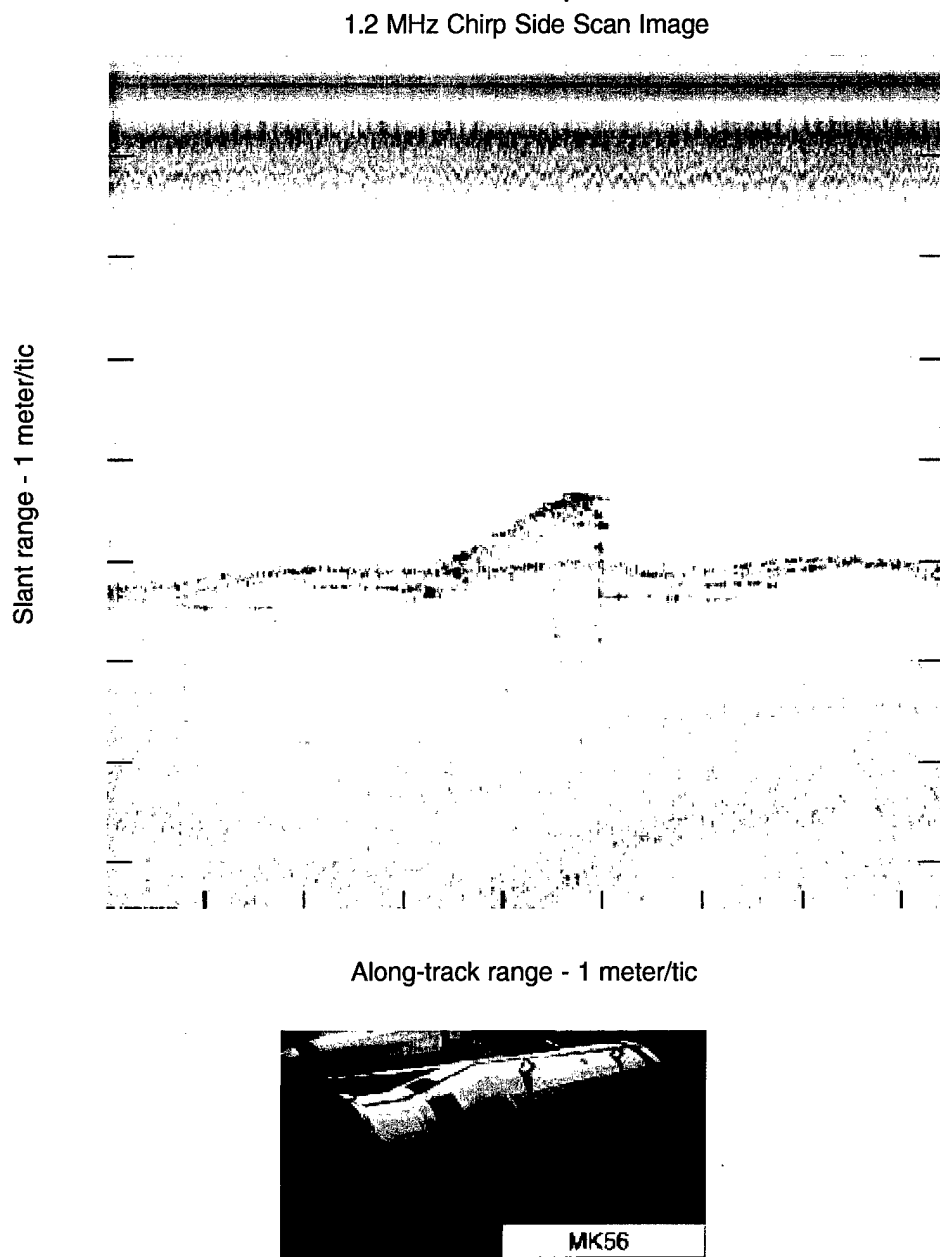 1.2 MHz Chirp Side Scan Image
Slant range - 1 meter/tic
Along-track range - 1 meter/tic
MK56